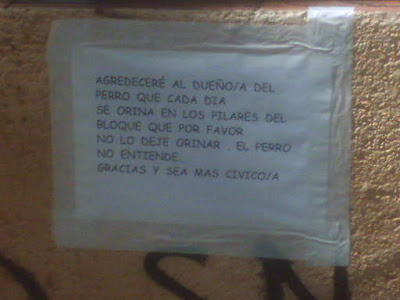 AGREDECERÉ AL DUEÑO/A DEL
PERRO QUE CADA DIA
SE ORINA EN LOS PILARES DEL
BLOQUE QUE POR FAVOR
NO LO DEJE ORINAR . EL PERRO
NO ENTIENDE.
GRACIAS Y SEA MAS CIVICO/A